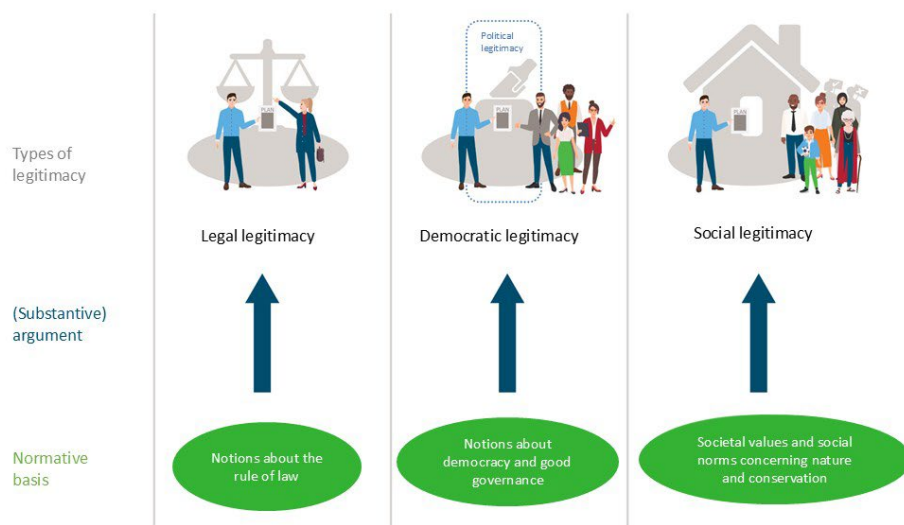 Political
legitimacy
PLAN
PLAN
PLAN
Types of
legitimacy
Legal legitimacy
Democratic legitimacy
Social legitimacy
(Substantive)
argument
Normative
basis
Notions about the
rule of law
Notions about
democracy and good
governance
Societal values and social
norms concerning nature
and conservation